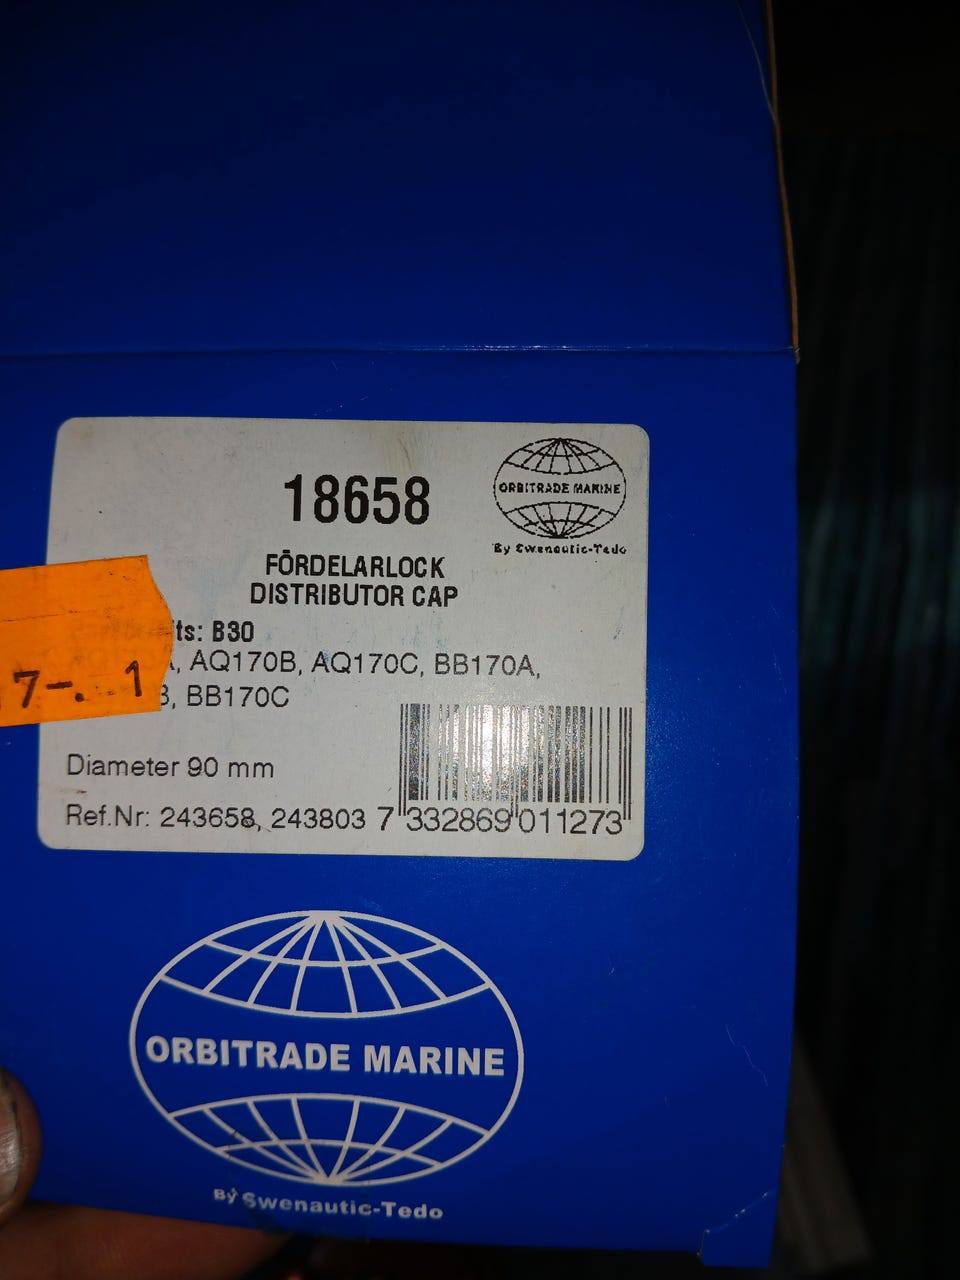 18658
ORBITRADE MARINE
By Swenautic-Tedo
FÖRDELARLOCK
DISTRIBUTOR CAP
ts: B30
A, AQ170B, AQ170C, BB170A,
7-. 1
B, BB170C
Diameter 90 mm
Ref.Nr: 243658, 243803
7 332869 011273
ORBITRADE MARINE
By Swenautic-Tedo